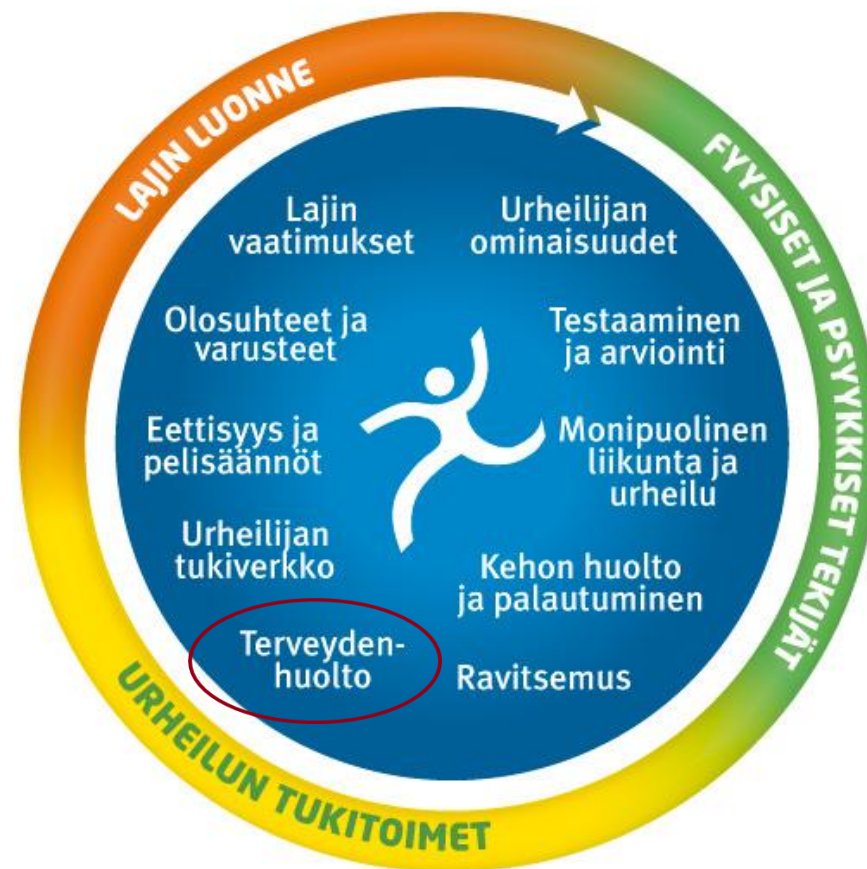 LAJIN LUONNE
FYYSISET JA PSYYKKISET TEKIJÄT
URHEILUN TUKITOIMET
Lajin
vaatimukset
Urheilijan
ominaisuudet
Olosuhteet ja
varusteet
Testaaminen
ja arviointi
Eettisyys ja
pelisäännöt
Monipuolinen
liikunta ja
urheilu
Urheilijan
tukiverkko
Kehon huolto
ja palautuminen
Terveyden-
huolto
Ravitsemus